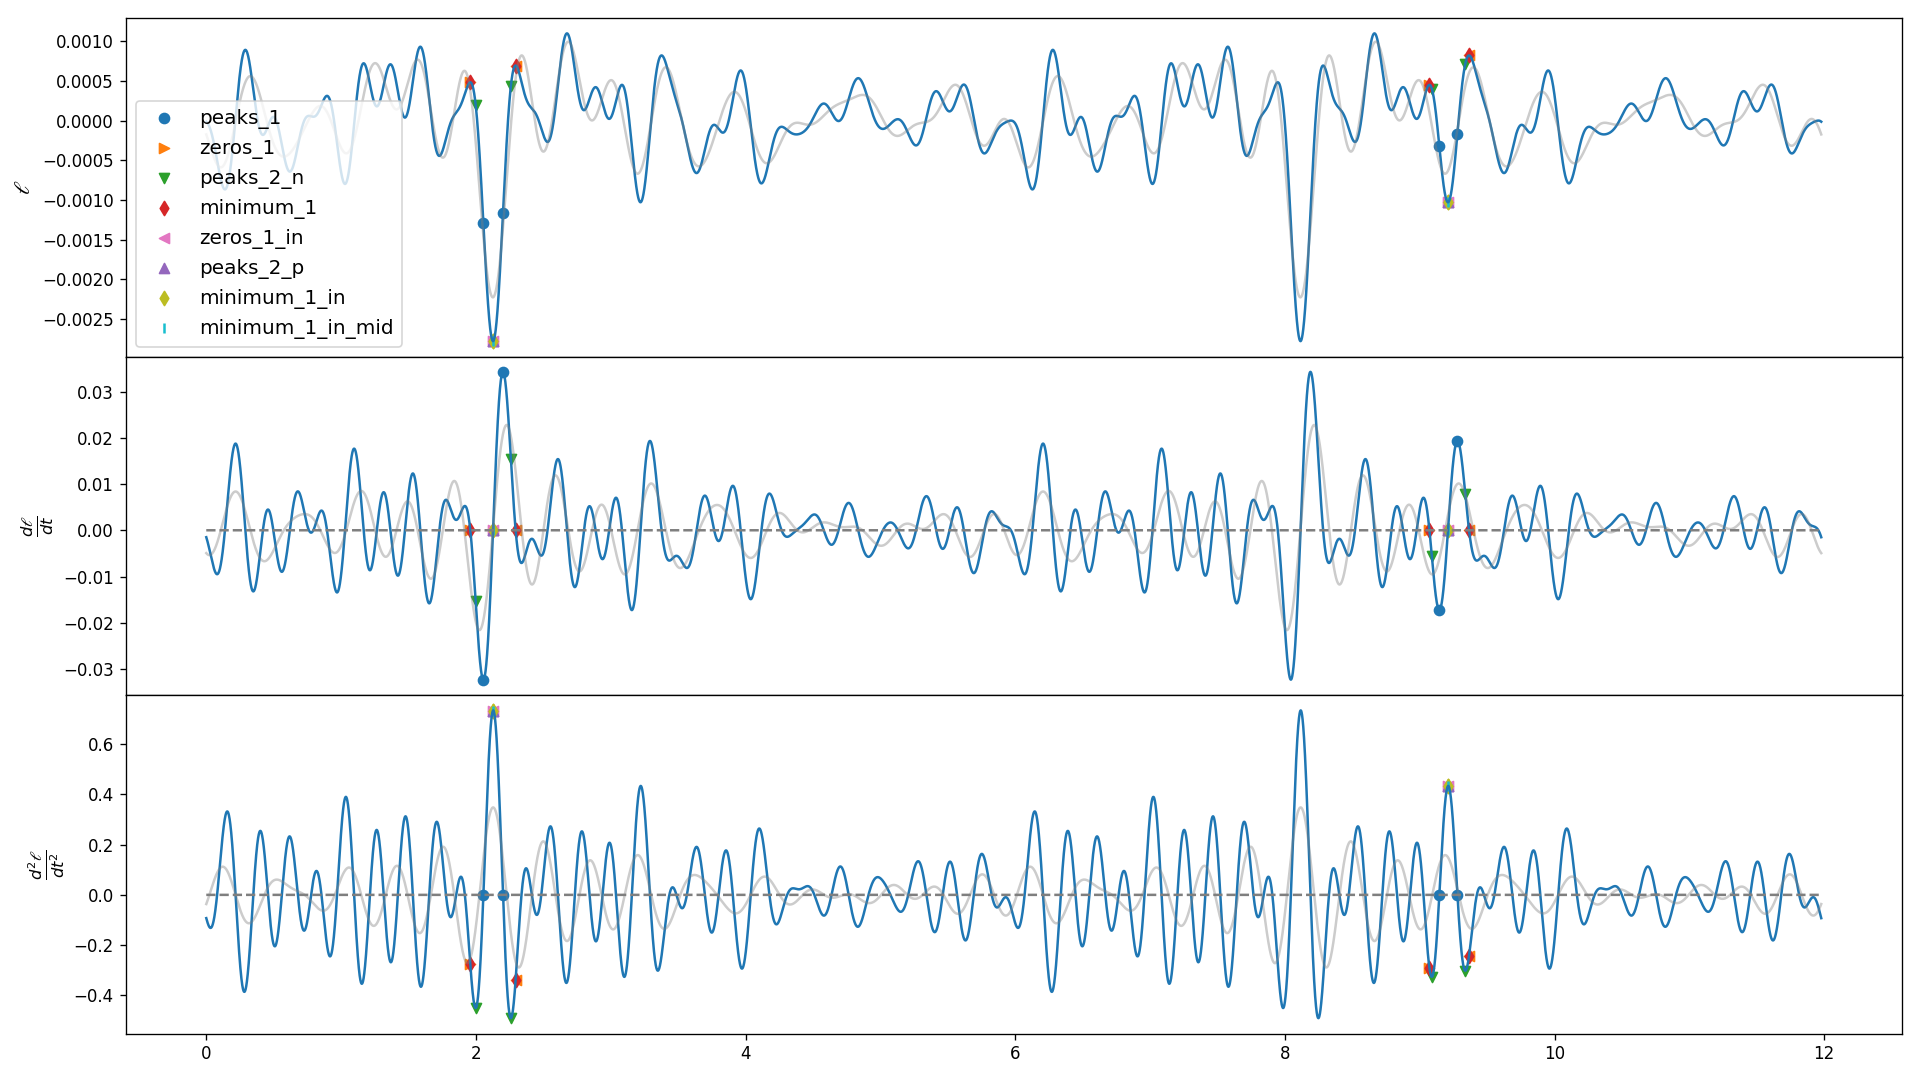 0.0010
0.0005
0.0000
−0.0005
−0.0010
−0.0015
−0.0020
−0.0025
ℓ
peaks_1
zeros_1
peaks_2_n
minimum_1
zeros_1_in
peaks_2_p
minimum_1_in
minimum_1_in_mid
0.03
0.02
0.01
0.00
−0.01
−0.02
−0.03
dℓ
dt
0.6
0.4
0.2
0.0
−0.2
−0.4
d²ℓ
dt²
0 2 4 6 8 10 12